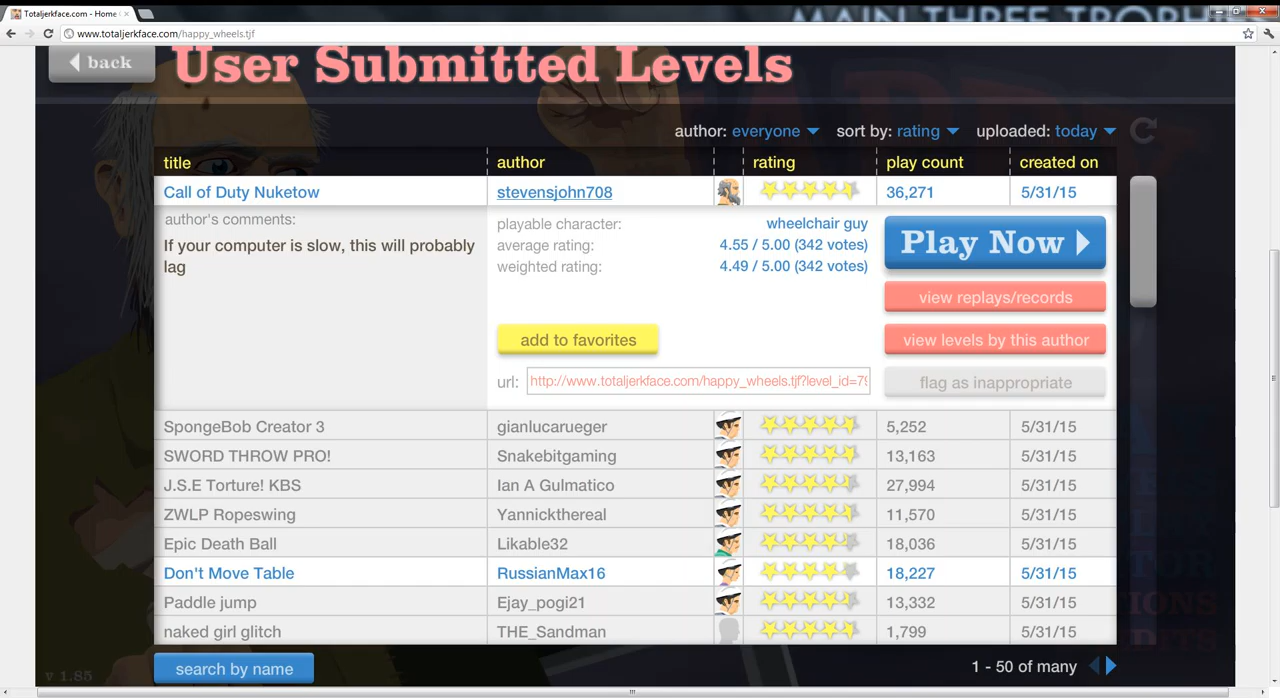 Totaljerkface.com - Home
MAIN THREE TROPHIE
www.totaljerkface.com/happy_wheels.tjf
back
User Submitted Levels
author: everyone sort by: rating uploaded: today
title author rating play count created on
Call of Duty Nuketow stevensjohn708 36,271 5/31/15
author's comments:
If your computer is slow, this will probably
lag
playable character: wheelchair guy
average rating: 4.55 / 5.00 (342 votes)
weighted rating: 4.49 / 5.00 (342 votes)
Play Now
view replays/records
add to favorites
view levels by this author
url: http://www.totaljerkface.com/happy_wheels.tjf?level_id=79
flag as inappropriate
SpongeBob Creator 3 gianlucarueger 5,252 5/31/15
SWORD THROW PRO! Snakebitgaming 13,163 5/31/15
J.S.E Torture! KBS Ian A Gulmatico 27,994 5/31/15
ZWLP Ropeswing Yannickthereal 11,570 5/31/15
Epic Death Ball Likable32 18,036 5/31/15
Don't Move Table RussianMax16 18,227 5/31/15
Paddle jump Ejay_pogi21 13,332 5/31/15
naked girl glitch THE_Sandman 1,799 5/31/15
search by name
1 - 50 of many
v 1.85